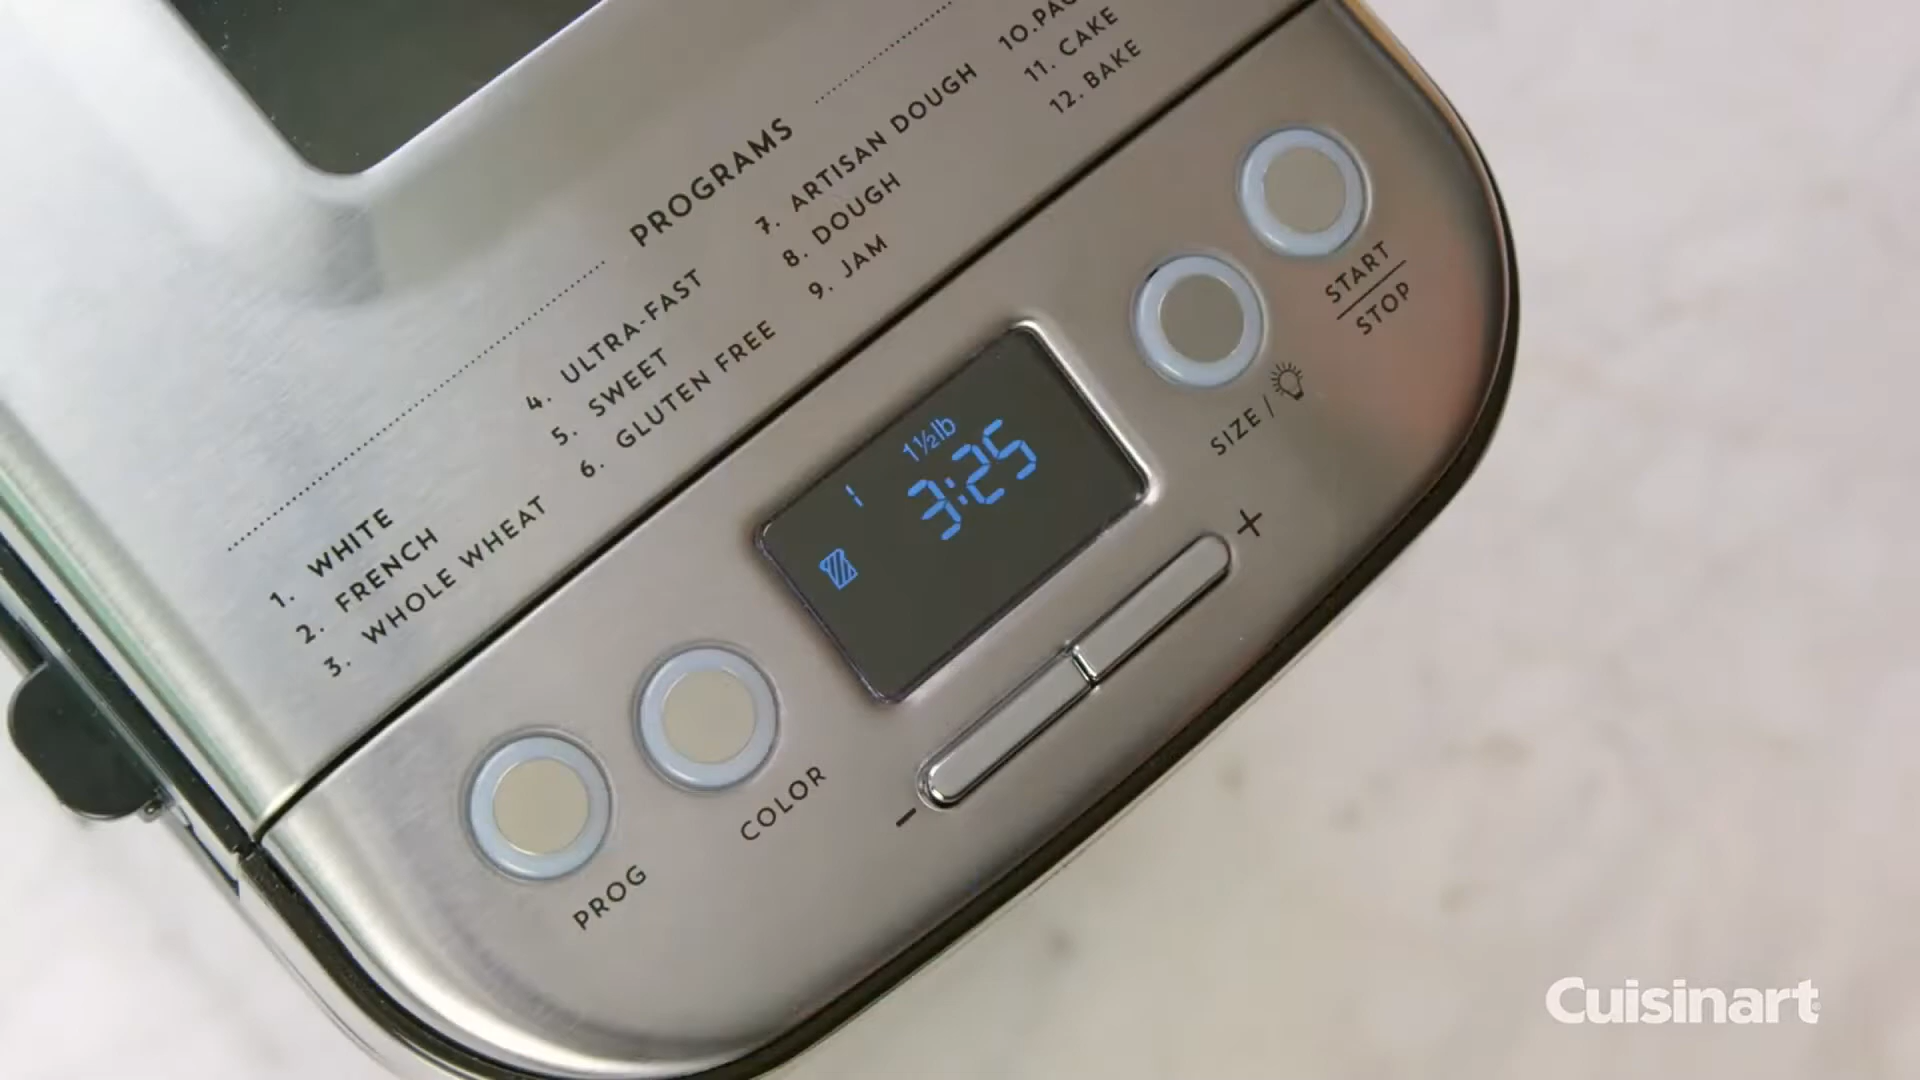 PROGRAMS
1. WHITE
2. FRENCH
3. WHOLE WHEAT
4. ULTRA-FAST
5. SWEET
6. GLUTEN FREE
7. ARTISAN DOUGH
8. DOUGH
9. JAM
10.
11. CAKE
12. BAKE
1½lb
1
3:25
START
STOP
SIZE /
+
-
COLOR
PROG
Cuisinart